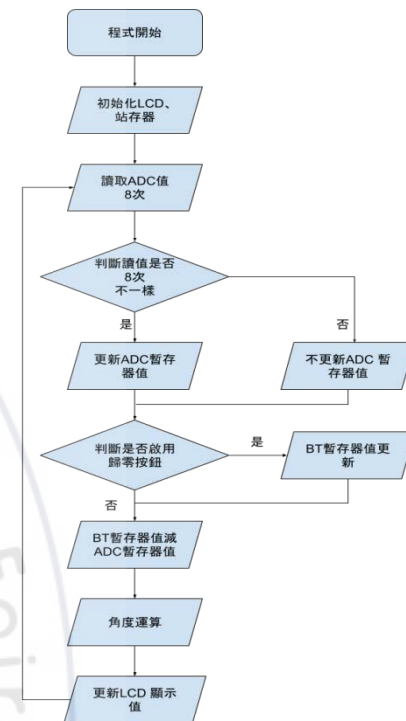 程式開始
初始化LCD、
站存器
讀取ADC值
8次
判斷讀值是否
8次
不一樣
是
否
更新ADC暫存
器值
不更新ADC 暫
存器值
判斷是否啟用
歸零按鈕
是
BT暫存器值更
新
否
BT暫存器值減
ADC暫存器值
角度運算
更新LCD 顯示
值